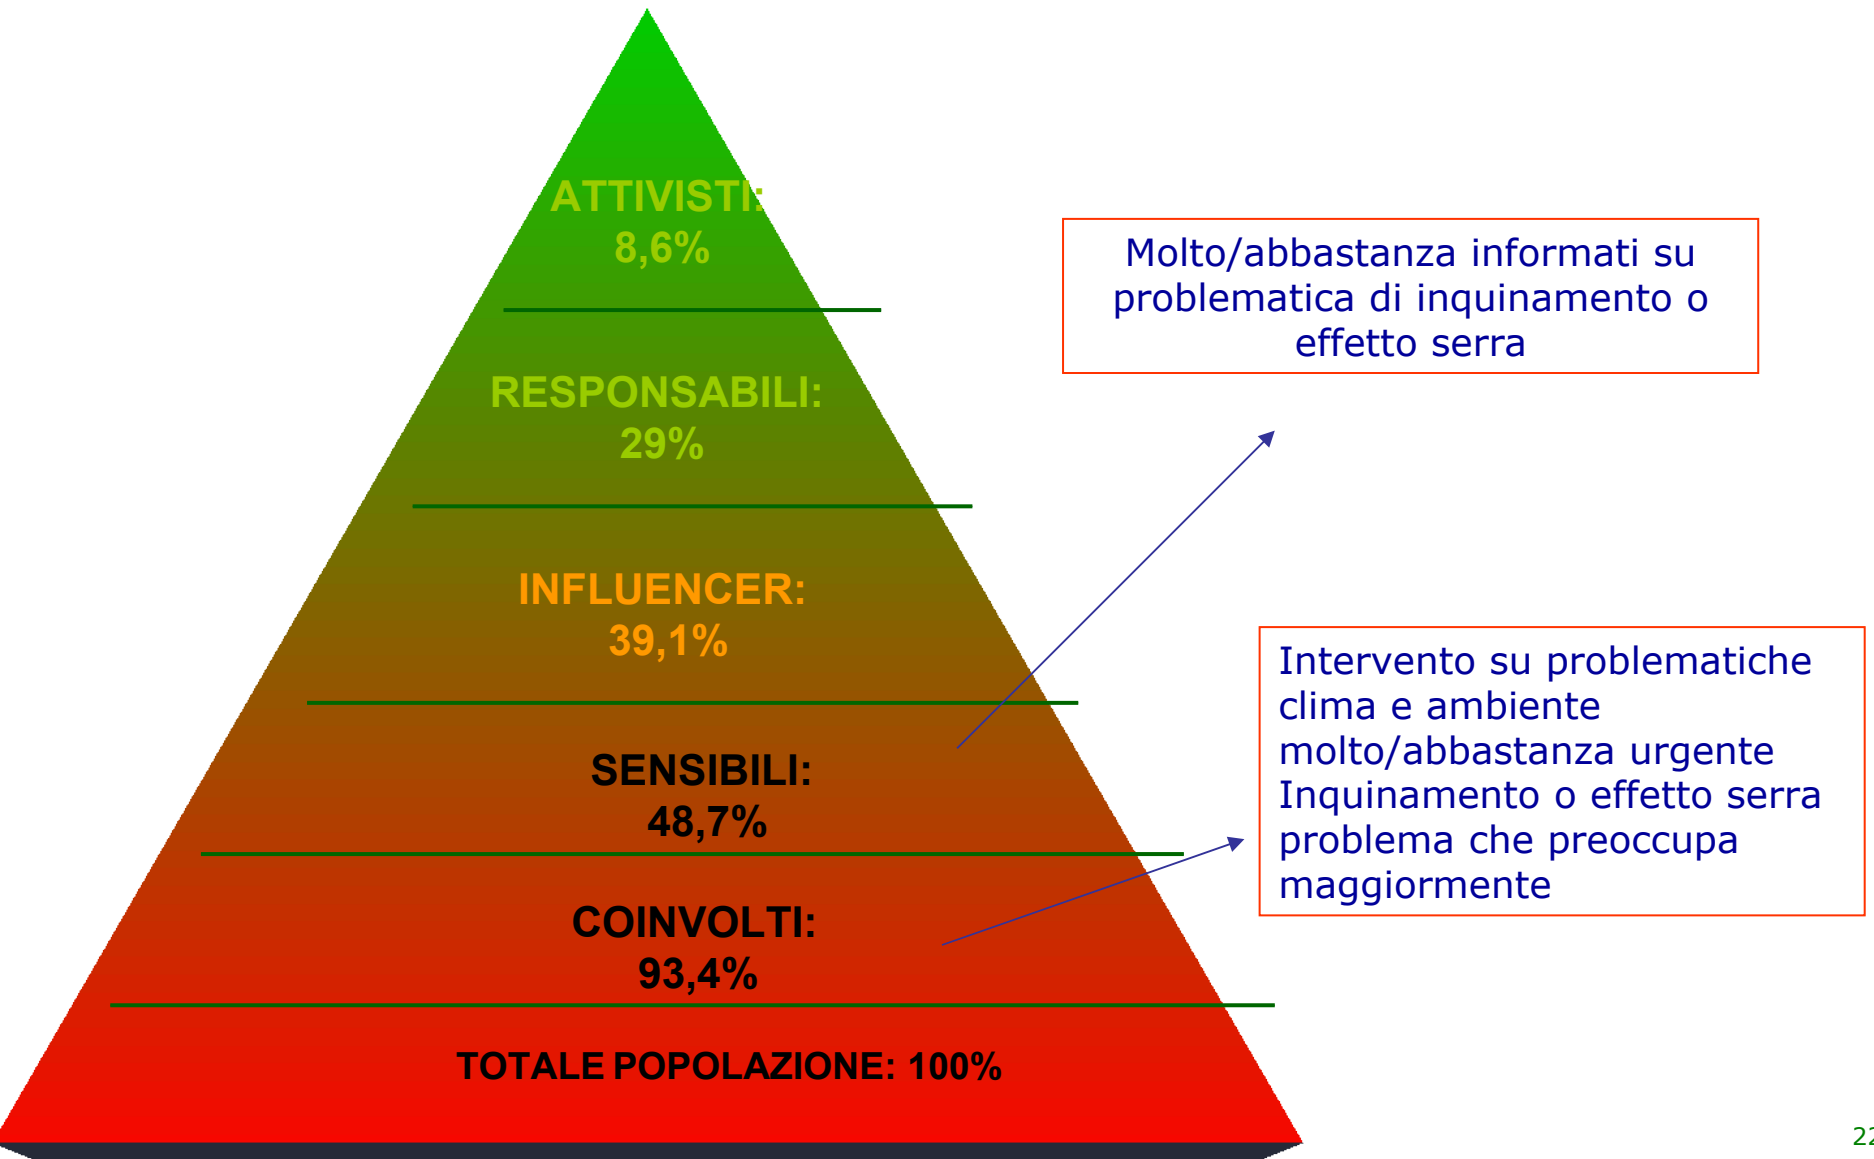 ATTIVISTI:
8,6%
RESPONSABILI:
29%
INFLUENCER:
39,1%
SENSIBILI:
48,7%
COINVOLTI:
93,4%
TOTALE POPOLAZIONE: 100%
Molto/abbastanza informati su
problematica di inquinamento o
effetto serra
Intervento su problematiche
clima e ambiente
molto/abbastanza urgente
Inquinamento o effetto serra
problema che preoccupa
maggiormente
22